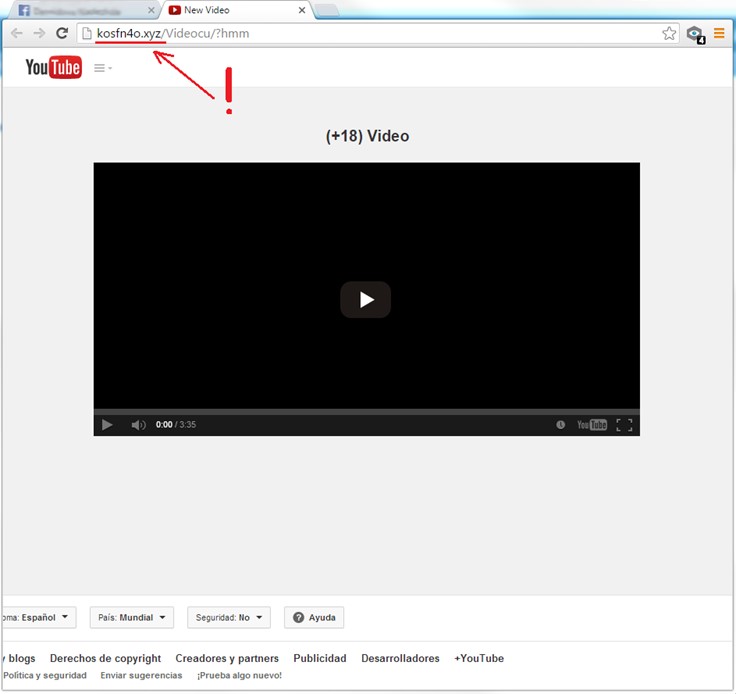 New Video
kosfn4o.xyz/Videocu/?hmm
4
YouTube
!
(+18) Video
0:00 / 3:35
YouTube
oma: Español
País: Mundial
Seguridad: No
? Ayuda
y blogs Derechos de copyright Creadores y partners Publicidad Desarrolladores +YouTube
Política y seguridad Enviar sugerencias ¡Prueba algo nuevo!